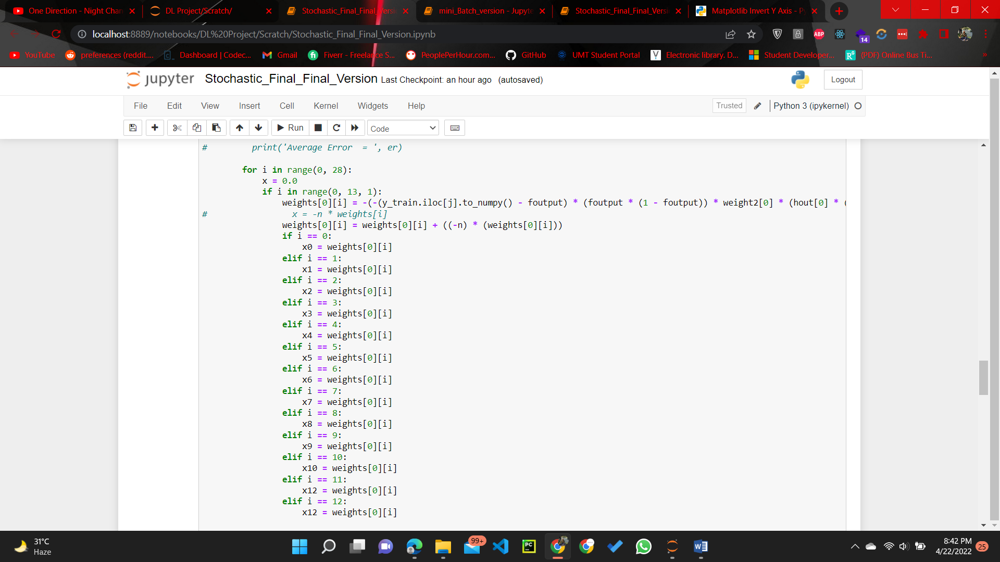 One Direction - Night Chan
DL Project/Scratch/
Stochastic_Final_Final_Versi
mini_Batch_version - Jupyte
Stochastic_Final_Final_Versi
Matplotlib Invert Y Axis - Py
localhost:8889/notebooks/DL%20Project/Scratch/Stochastic_Final_Final_Version.ipynb
ABP
14
YouTube
preferences (reddit....
Dashboard | Codec...
Gmail
Fiverr - Freelance S...
PeoplePerHour.com...
GitHub
UMT Student Portal
Electronic library. D...
Student Developer...
(PDF) Online Bus Ti...
»
jupyter
Stochastic_Final_Final_Version Last Checkpoint: an hour ago (autosaved)
Logout
File Edit View Insert Cell Kernel Widgets Help
Trusted
Python 3 (ipykernel)
Run
Code
#         print('Average Error  = ', er)
for i in range(0, 28):
x = 0.0
if i in range(0, 13, 1):
weights[0][i] = -(-(y_train.iloc[j].to_numpy() - foutput) * (foutput * (1 - foutput)) * weight2[0] * (hout[0] * (
#                 x = -n * weights[i]
weights[0][i] = weights[0][i] + ((-n) * (weights[0][i]))
if i == 0:
x0 = weights[0][i]
elif i == 1:
x1 = weights[0][i]
elif i == 2:
x2 = weights[0][i]
elif i == 3:
x3 = weights[0][i]
elif i == 4:
x4 = weights[0][i]
elif i == 5:
x5 = weights[0][i]
elif i == 6:
x6 = weights[0][i]
elif i == 7:
x7 = weights[0][i]
elif i == 8:
x8 = weights[0][i]
elif i == 9:
x9 = weights[0][i]
elif i == 10:
x10 = weights[0][i]
elif i == 11:
x12 = weights[0][i]
elif i == 12:
x12 = weights[0][i]
31°C
Haze
99+
PC
8:42 PM
4/22/2022
25